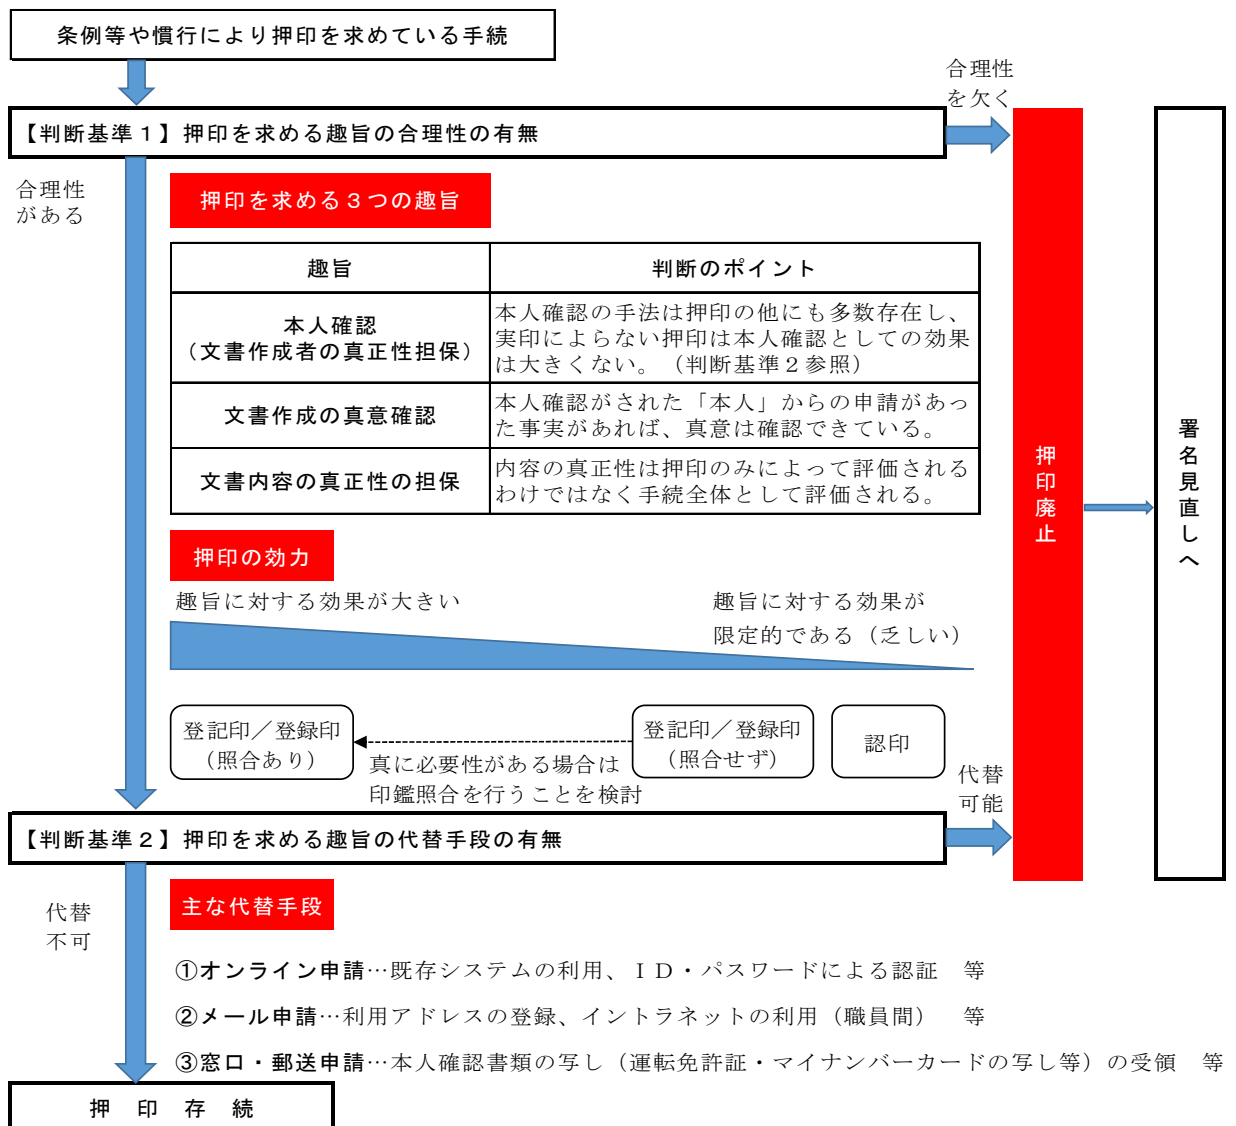 条例等や慣行により押印を求めている手続
合理性
を欠く
【判断基準１】押印を求める趣旨の合理性の有無
合理性
がある
押印を求める３つの趣旨
趣旨
判断のポイント
本人確認
（文書作成者の真正性担保）
本人確認の手法は押印の他にも多数存在し、
実印によらない押印は本人確認としての効果
は大きくない。（判断基準２参照）
文書作成の真意確認
本人確認がされた「本人」からの申請があっ
た事実があれば、真意は確認できている。
文書内容の真正性の担保
内容の真正性は押印のみによって評価される
わけではなく手続全体として評価される。
押印廃止
署名見直しへ
押印の効力
趣旨に対する効果が大きい
趣旨に対する効果が
限定的である（乏しい）
登記印／登録印
（照合あり）
真に必要性がある場合は
印鑑照合を行うことを検討
登記印／登録印
（照合せず）
認印
代替
可能
【判断基準２】押印を求める趣旨の代替手段の有無
代替
不可
主な代替手段
①オンライン申請…既存システムの利用、ＩＤ・パスワードによる認証　等
②メール申請…利用アドレスの登録、イントラネットの利用（職員間）　等
③窓口・郵送申請…本人確認書類の写し（運転免許証・マイナンバーカードの写し等）の受領　等
押　印　存　続